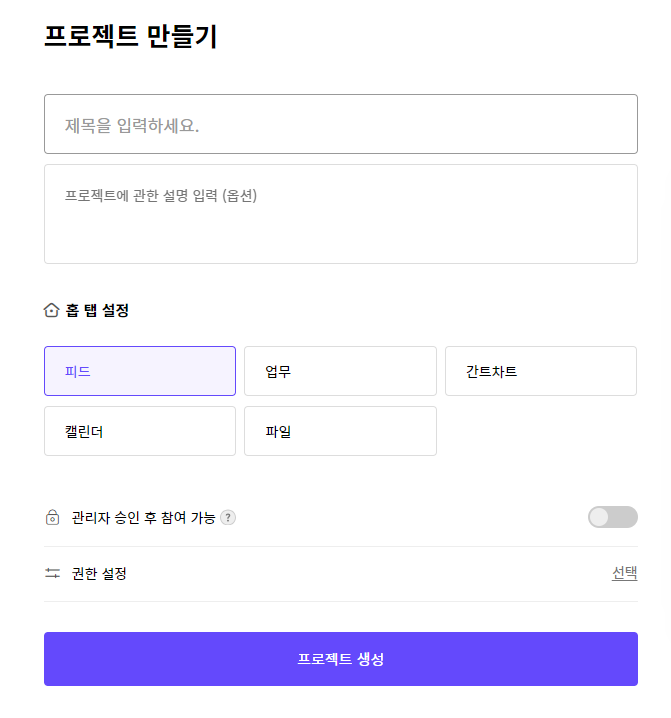 프로젝트 만들기
제목을 입력하세요.
프로젝트에 관한 설명 입력 (옵션)
홈 탭 설정
피드
업무
간트차트
캘린더
파일
관리자 승인 후 참여 가능 ?
권한 설정
선택
프로젝트 생성